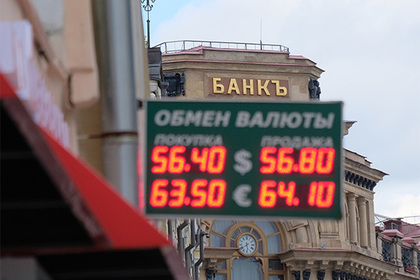 БАНКЪ
ОБМЕН ВАЛЮТЫ
ПОКУПКА ПРОДАЖА
56.40 $ 56.80
63.50 € 64.10